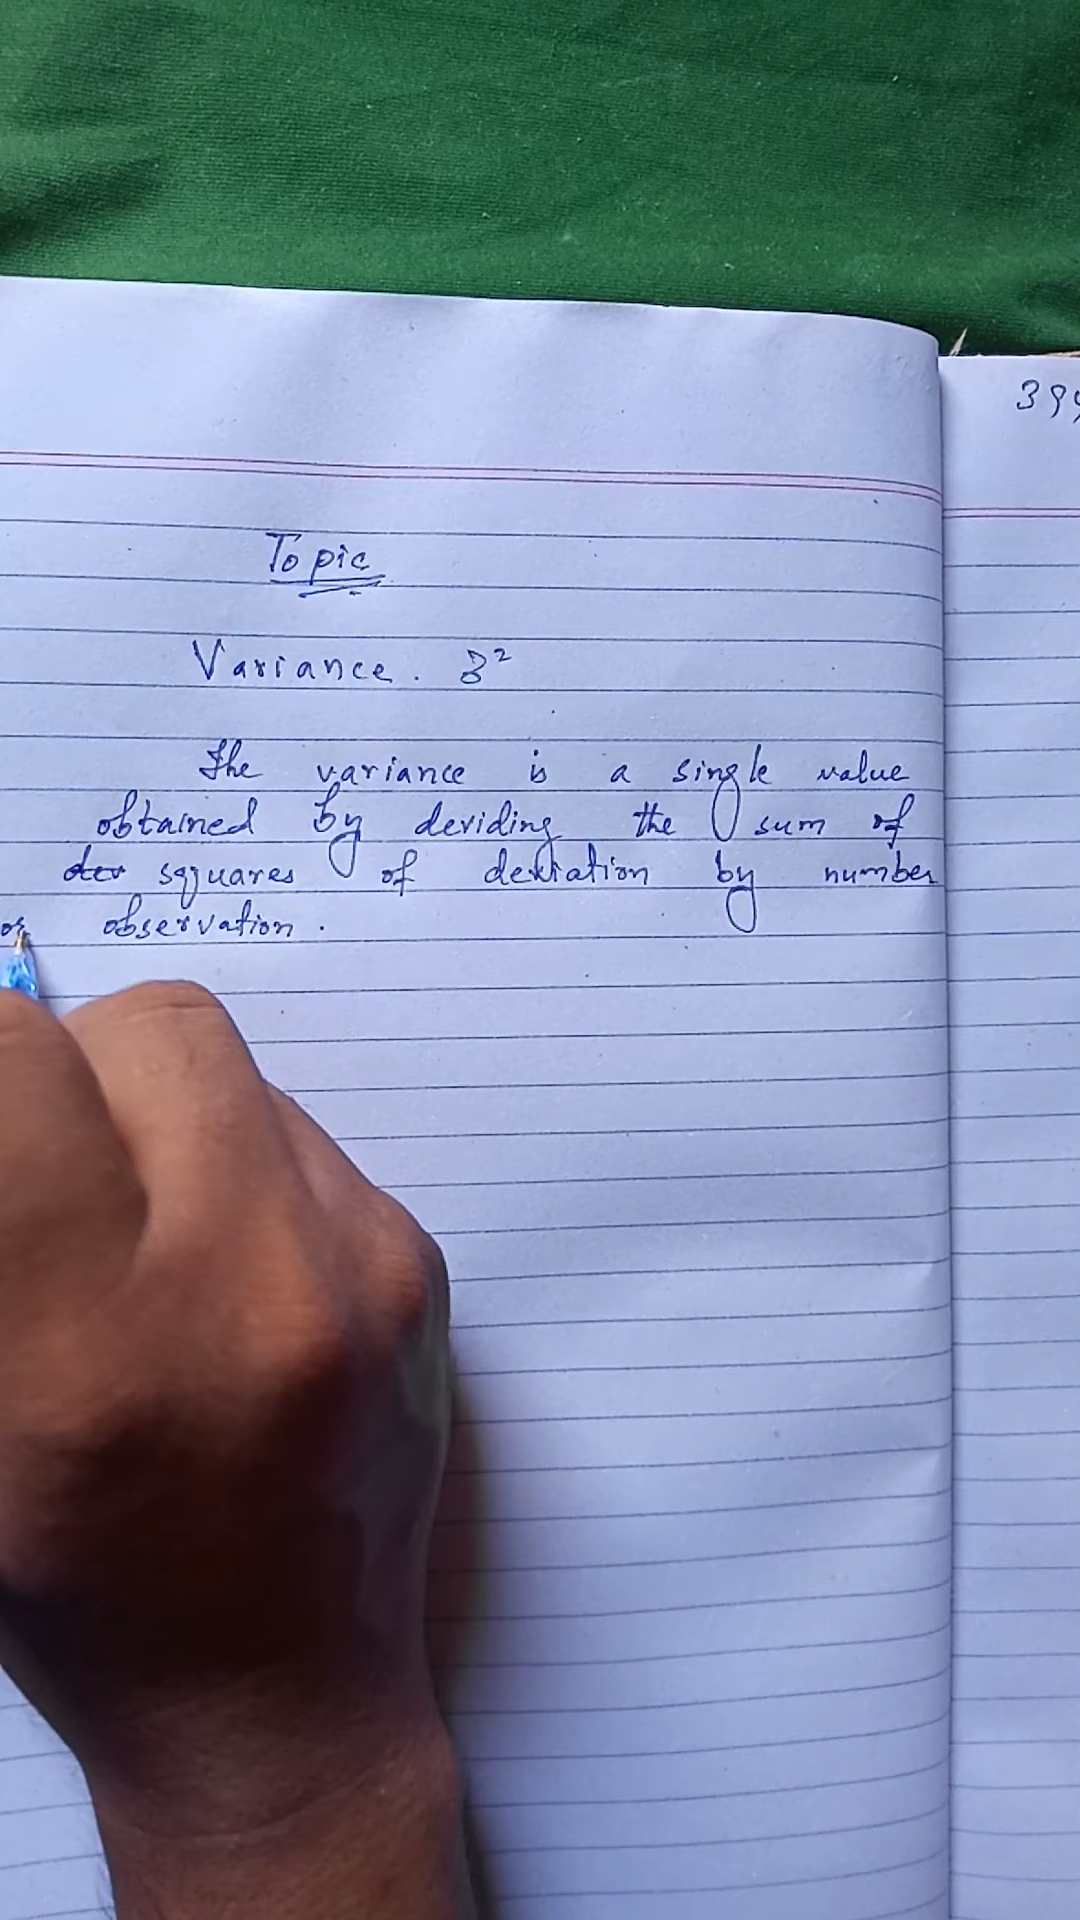 Topic
Variance. 8²
The variance is a single value
obtained by deviding the sum of
squares of deviation by number
of observation.